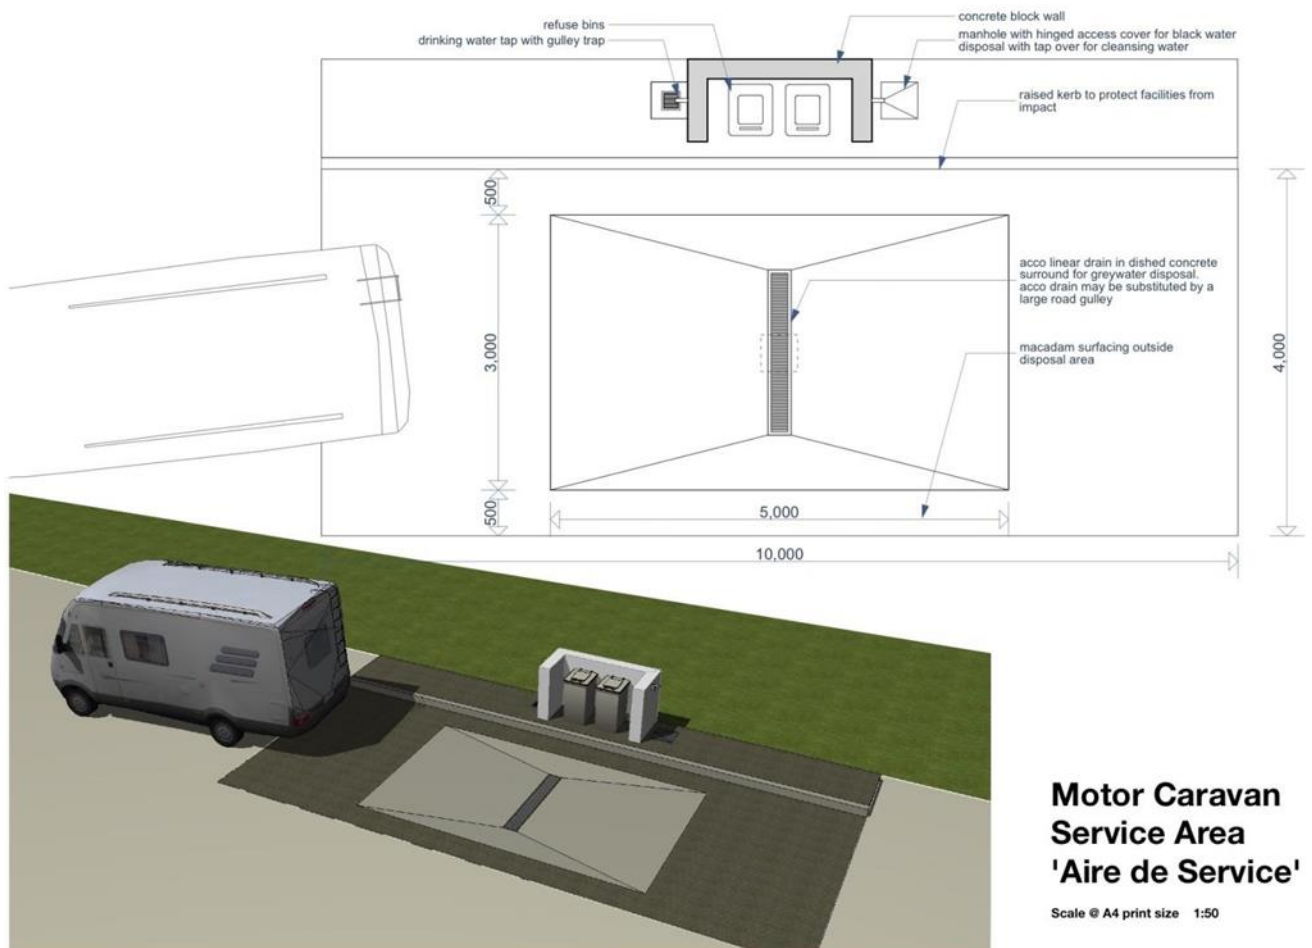 refuse bins
drinking water tap with gulley trap
concrete block wall
manhole with hinged access cover for black water
disposal with tap over for cleansing water
raised kerb to protect facilities from
impact
500
3,000
500
acco linear drain in dished concrete
surround for greywater disposal.
acco drain may be substituted by a
large road gulley
macadam surfacing outside
disposal area
4,000
5,000
10,000
Motor Caravan
Service Area
'Aire de Service'
Scale @ A4 print size 1:50